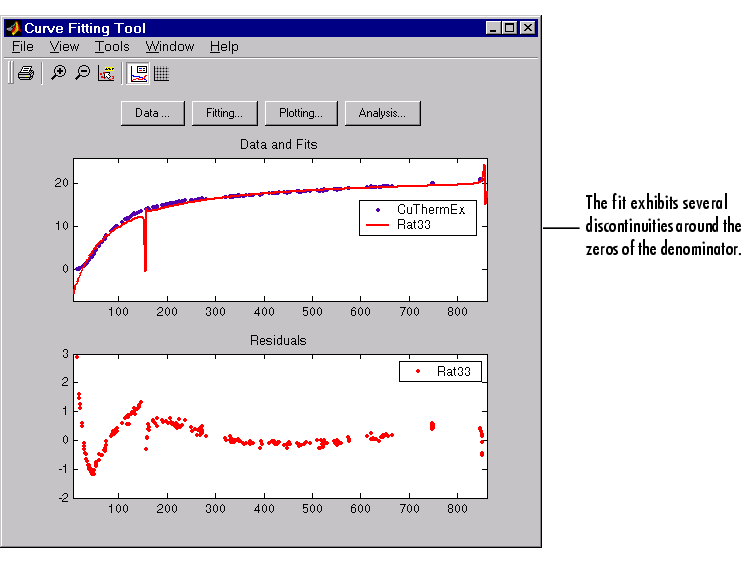 Curve Fitting Tool
File View Tools Window Help
Data ... Fitting... Plotting... Analysis...
Data and Fits
20
10
0
CuThermEx
Rat33
100 200 300 400 500 600 700 800
The fit exhibits several
discontinuities around the
zeros of the denominator.
Residuals
3
2
1
0
-1
-2
Rat33
100 200 300 400 500 600 700 800